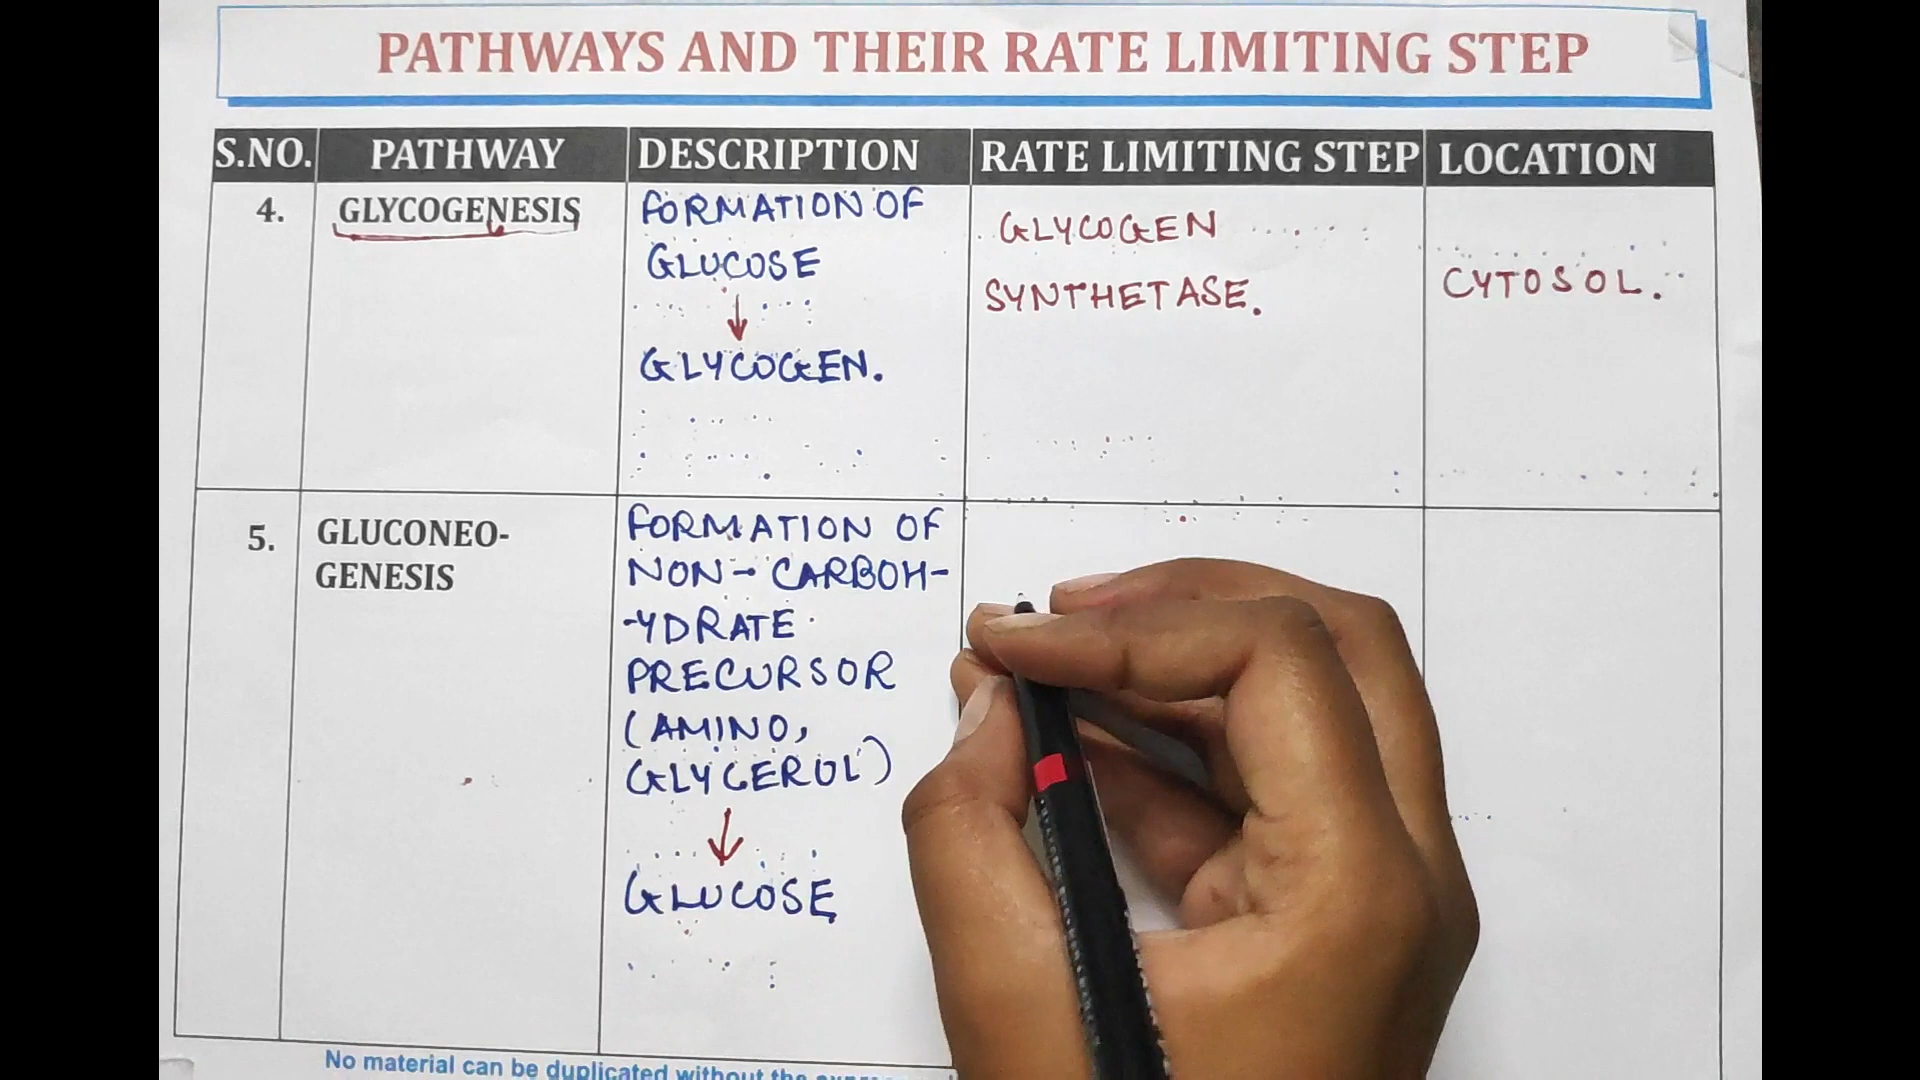 PATHWAYS AND THEIR RATE LIMITING STEP
S.NO. PATHWAY DESCRIPTION RATE LIMITING STEP LOCATION
4. GLYCOGENESIS
FORMATION OF
GLUCOSE
↓
GLYCOGEN.
GLYCOGEN
SYNTHETASE.
CYTOSOL.
5. GLUCONEO-
GENESIS
FORMATION OF
NON-CARBOH-
-YDRATE
PRECURSOR
(AMINO,
GLYCEROL)
↓
GLUCOSE
No material can be duplicated without the